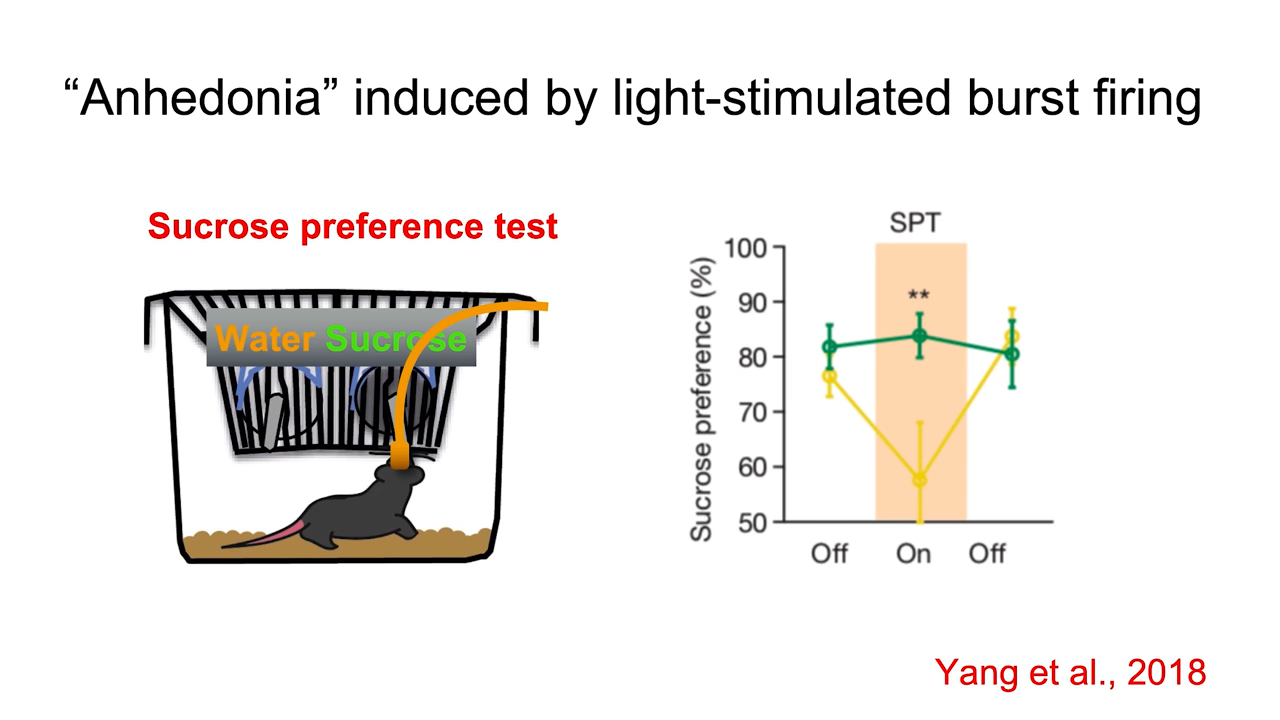 “Anhedonia” induced by light-stimulated burst firing
Sucrose preference test
Water Sucrose
SPT
Sucrose preference (%)
100
90
80
70
60
50
**
Off On Off
Yang et al., 2018